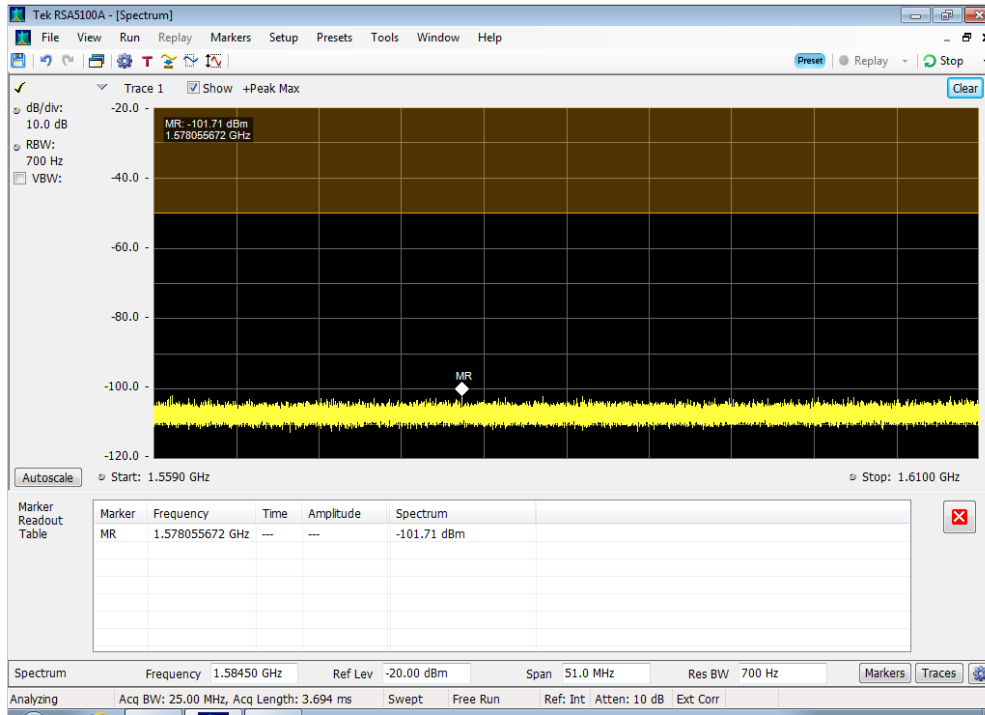 Tek RSA5100A - [Spectrum]
File View Run Replay Markers Setup Presets Tools Window Help
T Preset Replay Stop
Trace 1 Show +Peak Max Clear
dB/div:
10.0 dB
RBW:
700 Hz
VBW:
-20.0
MR: -101.71 dBm
1.578055672 GHz
-40.0
-60.0
-80.0
MR
-100.0
-120.0
Autoscale Start: 1.5590 GHz Stop: 1.6100 GHz
Marker
Readout
Table
Marker Frequency Time Amplitude Spectrum
MR 1.578055672 GHz --- --- -101.71 dBm
Spectrum Frequency 1.58450 GHz Ref Lev -20.00 dBm Span 51.0 MHz Res BW 700 Hz Markers Traces
Analyzing Acq BW: 25.00 MHz, Acq Length: 3.694 ms Swept Free Run Ref: Int Atten: 10 dB Ext Corr